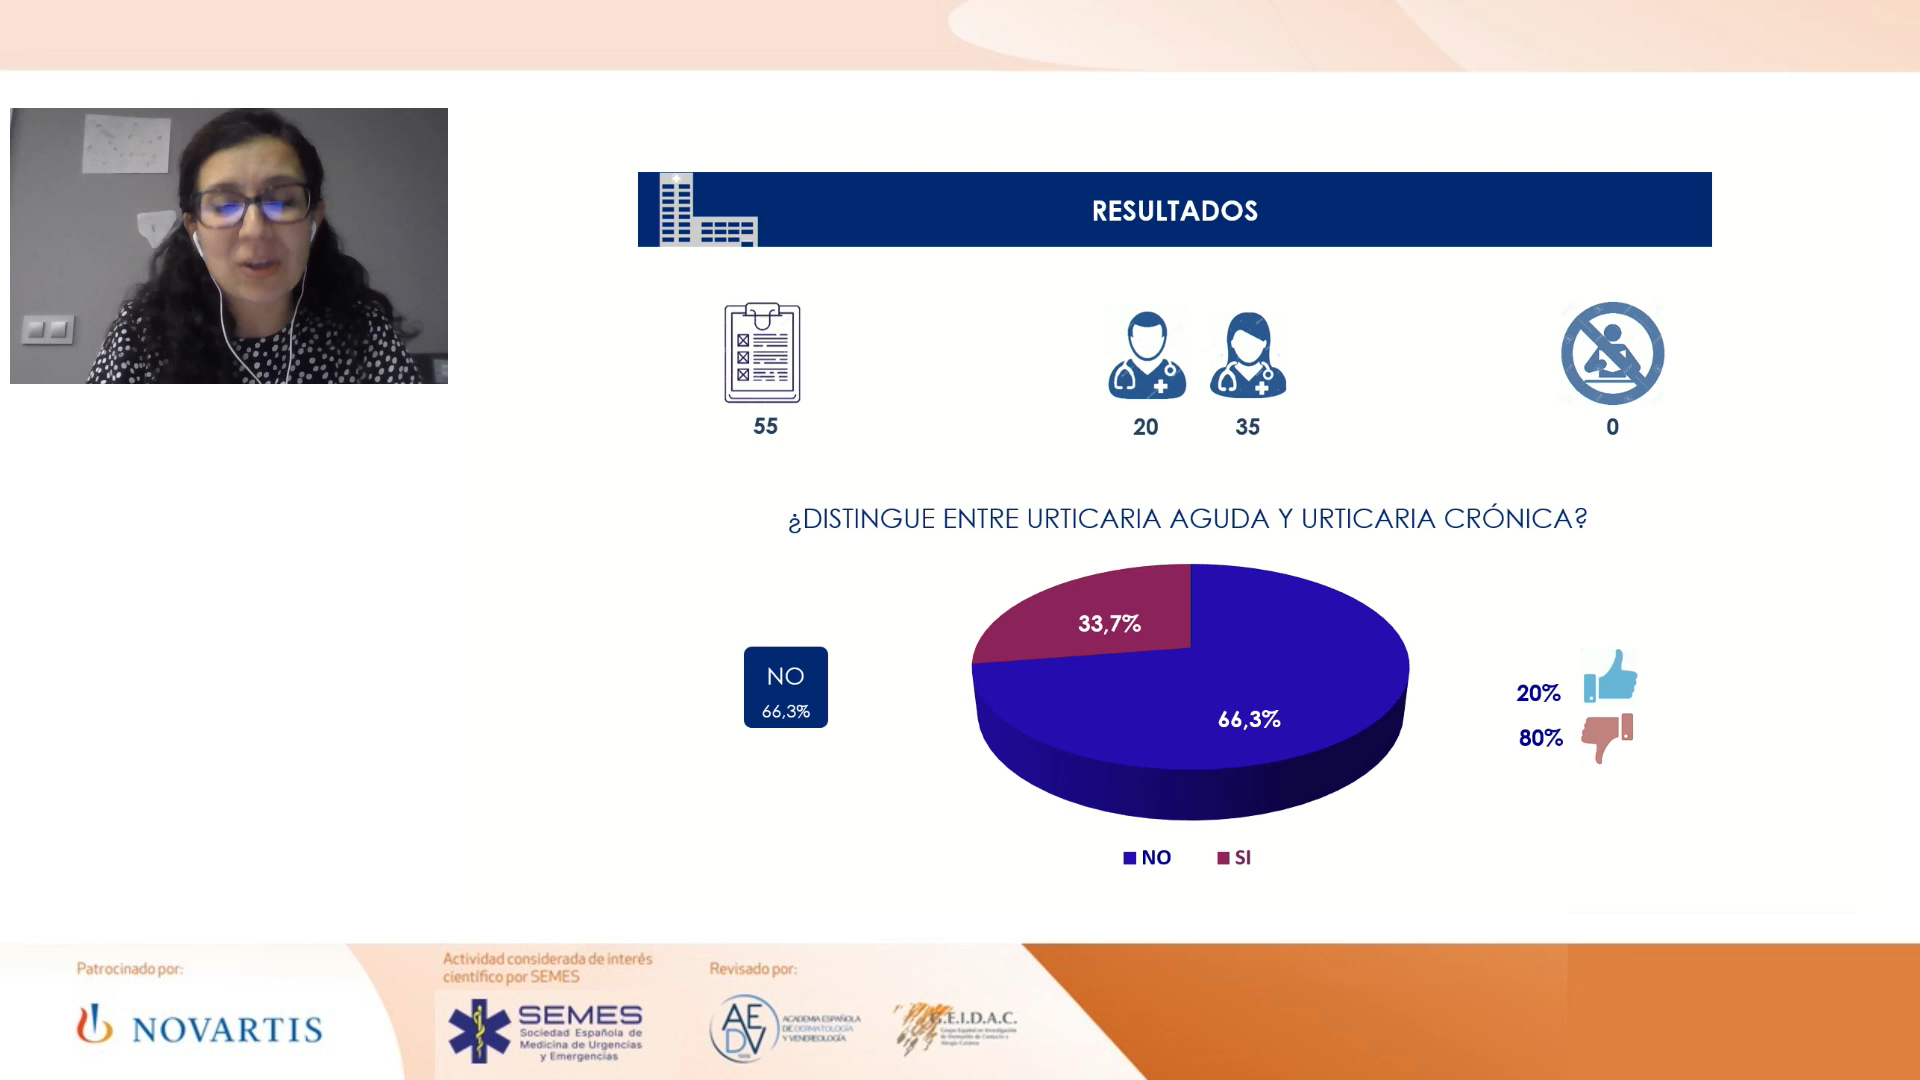 RESULTADOS
55
20
35
0
¿DISTINGUE ENTRE URTICARIA AGUDA Y URTICARIA CRÓNICA?
NO
66,3%
33,7%
66,3%
20%
80%
NO
SI
Patrocinado por:
NOVARTIS
Actividad considerada de interés
científico por SEMES
SEMES
Sociedad Española de
Medicina de Urgencias
y Emergencias
Revisado por:
AEDV
ACADEMIA ESPAÑOLA
DE DERMATOLOGÍA
Y VENEREOLOGÍA
G.E.I.D.A.C.